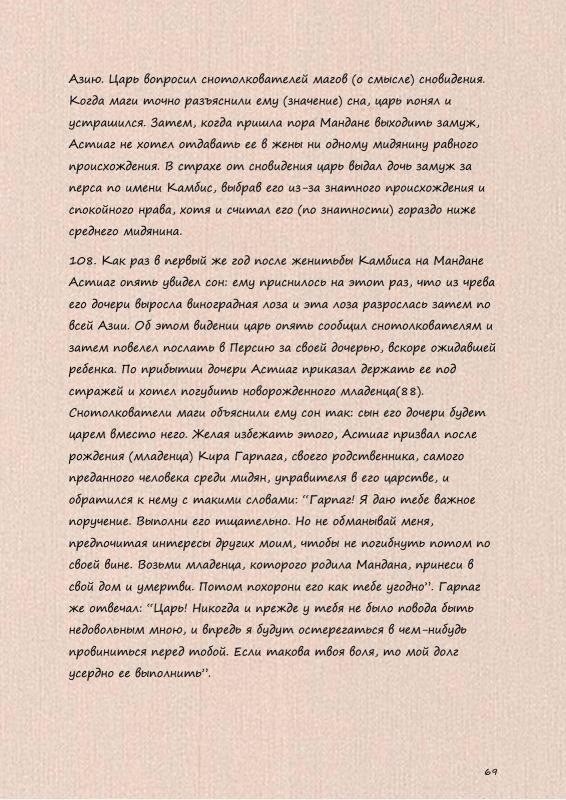 Азию. Царь вопросил снотолкователей магов (о смысле) сновидения.
Когда маги точно разъяснили ему (значение) сна, царь понял и
устрашился. Затем, когда пришла пора Мандане выходить замуж,
Астиаг не хотел отдавать ее в жены ни одному мидянину равного
происхождения. В страхе от сновидения царь выдал дочь замуж за
перса по имени Камбис, выбрав его из-за знатного происхождения и
спокойного нрава, хотя и считал его (по знатности) гораздо ниже
среднего мидянина.
108. Как раз в первый же год после женитьбы Камбиса на Мандане
Астиаг опять увидел сон: ему приснилось на этот раз, что из чрева
его дочери выросла виноградная лоза и эта лоза разрослась затем по
всей Азии. Об этом видении царь опять сообщил снотолкователям и
затем повелел послать в Персию за своей дочерью, вскоре ожидавшей
ребенка. По прибытии дочери Астиаг приказал держать ее под
стражей и хотел погубить новорожденного младенца(88).
Снотолкователи маги объяснили ему сон так: сын его дочери будет
царем вместо него. Желая избежать этого, Астиаг призвал после
рождения (младенца) Кира Гарпага, своего родственника, самого
преданного человека среди мидян, управителя в его царстве, и
обратился к нему с такими словами: “Гарпаг! Я даю тебе важное
поручение. Выполни его тщательно. Но не обманывай меня,
предпочитая интересы других моим, чтобы не погибнуть потом по
своей вине. Возьми младенца, которого родила Мандана, принеси в
свой дом и умертви. Потом похорони его как тебе угодно”. Гарпаг
же отвечал: “Царь! Никогда и прежде у тебя не было повода быть
недовольным мною, и впредь я будут остерегаться в чем-нибудь
провиниться перед тобой. Если такова твоя воля, то мой долг
усердно ее выполнить”.
69